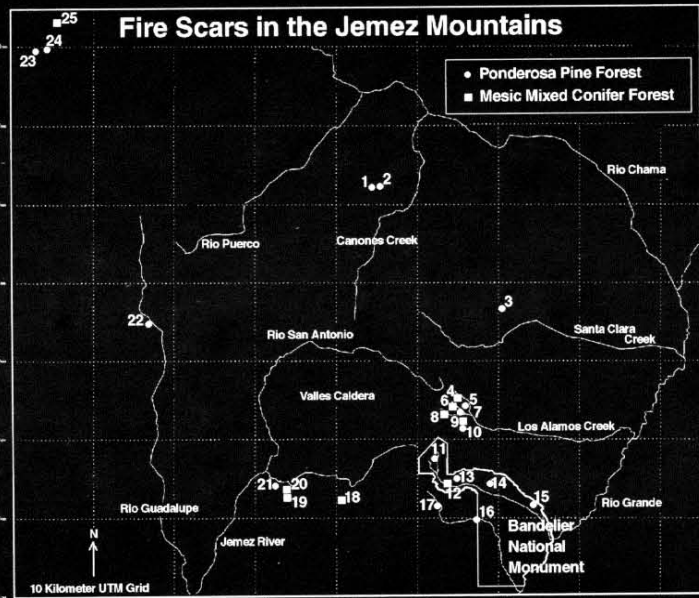 Fire Scars in the Jemez Mountains
25
24
23
Ponderosa Pine Forest
Mesic Mixed Conifer Forest
1 2
Rio Chama
Rio Puerco
Canones Creek
3
22
Rio San Antonio
Santa Clara
Creek
Valles Caldera
4
6 5
8 7
9
10
Los Alamos Creek
11
21 20
19
18
13
12
14
15
17
16
Rio Guadalupe
Rio Grande
Jemez River
Bandelier
National
Monument
N
10 Kilometer UTM Grid